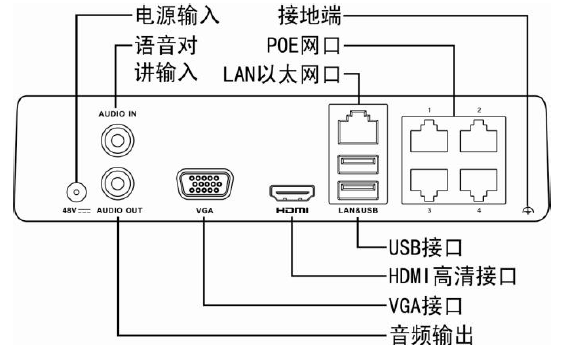 电源输入
接地端
语音对
讲输入
POE网口
LAN以太网口
AUDIO IN
1
2
48V
AUDIO OUT
VGA
HDMI
LAN&USB
3
4
USB接口
HDMI高清接口
VGA接口
音频输出